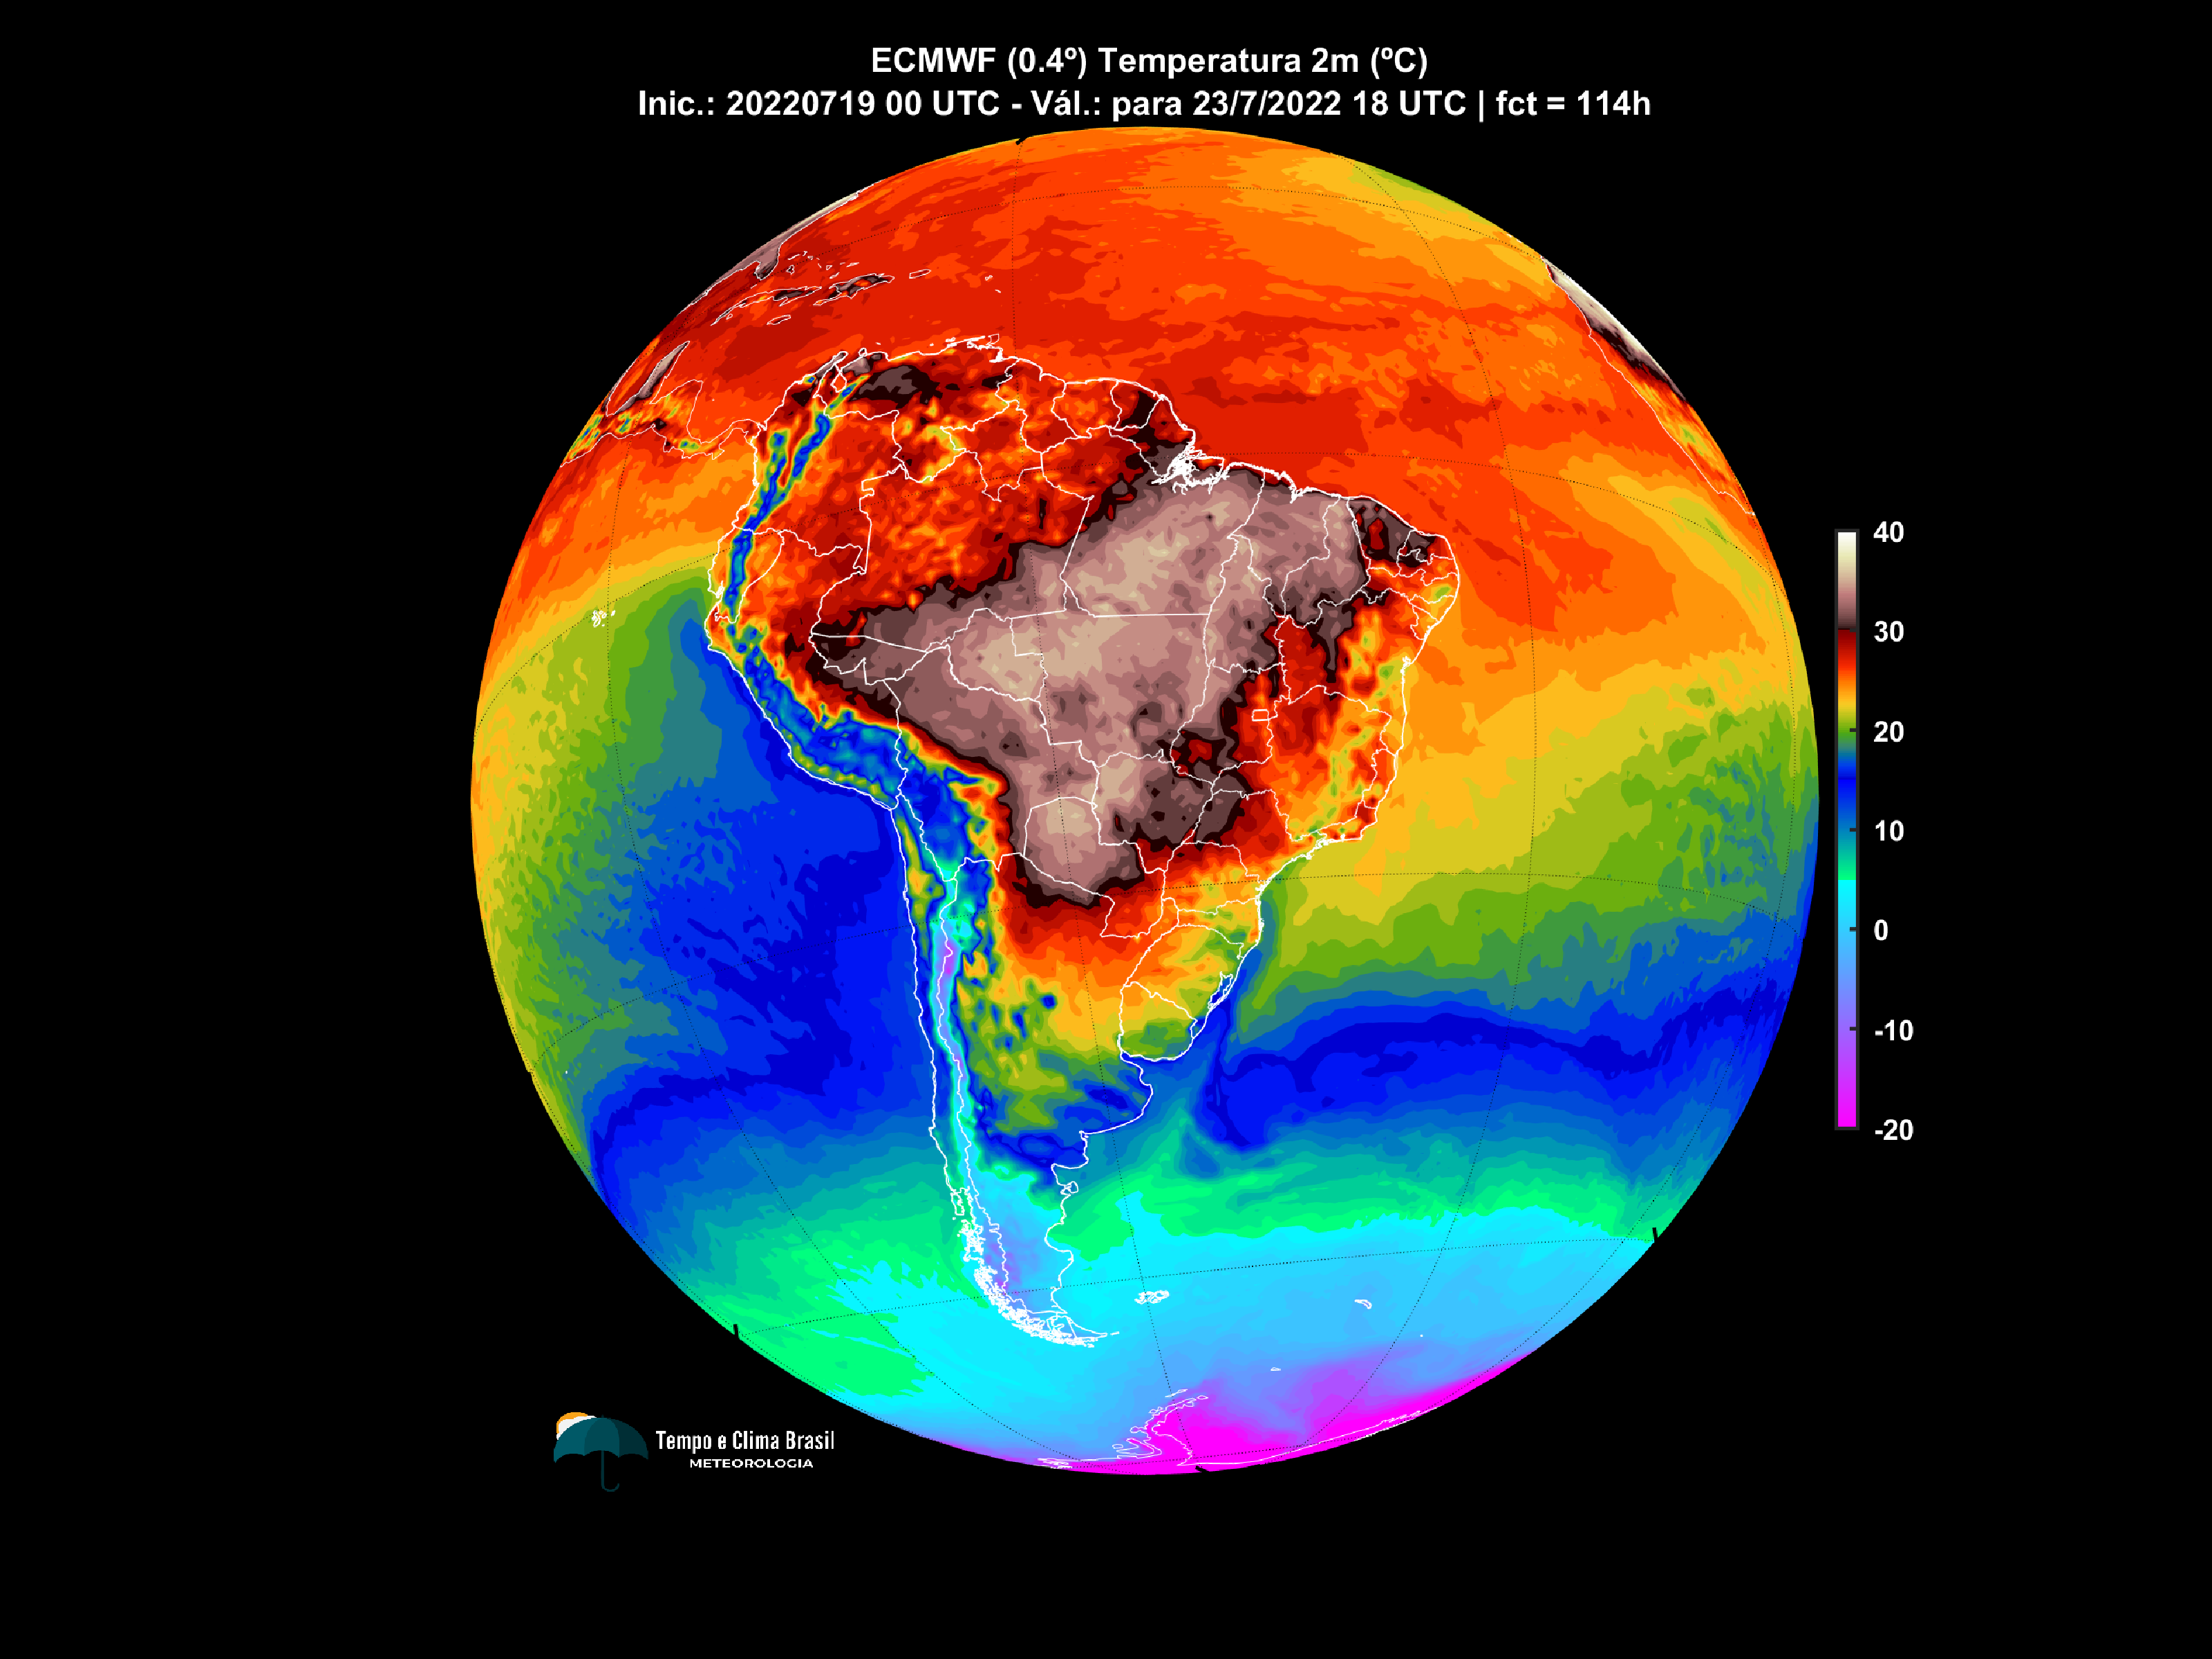 ECMWF (0.4º) Temperatura 2m (ºC)
Inic.: 20220719 00 UTC - Vál.: para 23/7/2022 18 UTC | fct = 114h
40
30
20
10
0
-10
-20
Tempo e Clima Brasil
METEOROLOGIA